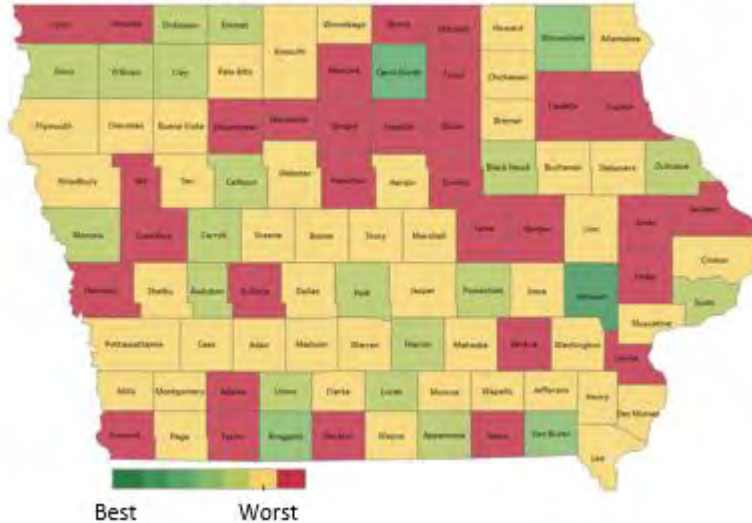 Dickinson
Emmet
Winnebago
Mitchell
Howard
Winneshiek
Allamakee
Kossuth
Hancock
Cerro Gordo
Floyd
Sioux
O'Brien
Clay
Palo Alto
Chickasaw
Fayette
Clayton
Plymouth
Cherokee
Buena Vista
Pocahontas
Humboldt
Wright
Franklin
Butler
Bremer
Black Hawk
Buchanan
Delaware
Dubuque
Woodbury
Ida
Sac
Calhoun
Webster
Hamilton
Hardin
Grundy
Monona
Crawford
Carroll
Greene
Boone
Story
Marshall
Tama
Benton
Linn
Jones
Jackson
Clinton
Harrison
Shelby
Audubon
Guthrie
Dallas
Polk
Jasper
Poweshiek
Iowa
Johnson
Cedar
Scott
Muscatine
Pottawattamie
Cass
Adair
Madison
Warren
Marion
Mahaska
Keokuk
Washington
Louisa
Mills
Montgomery
Adams
Union
Clarke
Lucas
Monroe
Wapello
Jefferson
Henry
Des Moines
Fremont
Page
Taylor
Ringgold
Decatur
Wayne
Appanoose
Davis
Van Buren
Lee
Best Worst